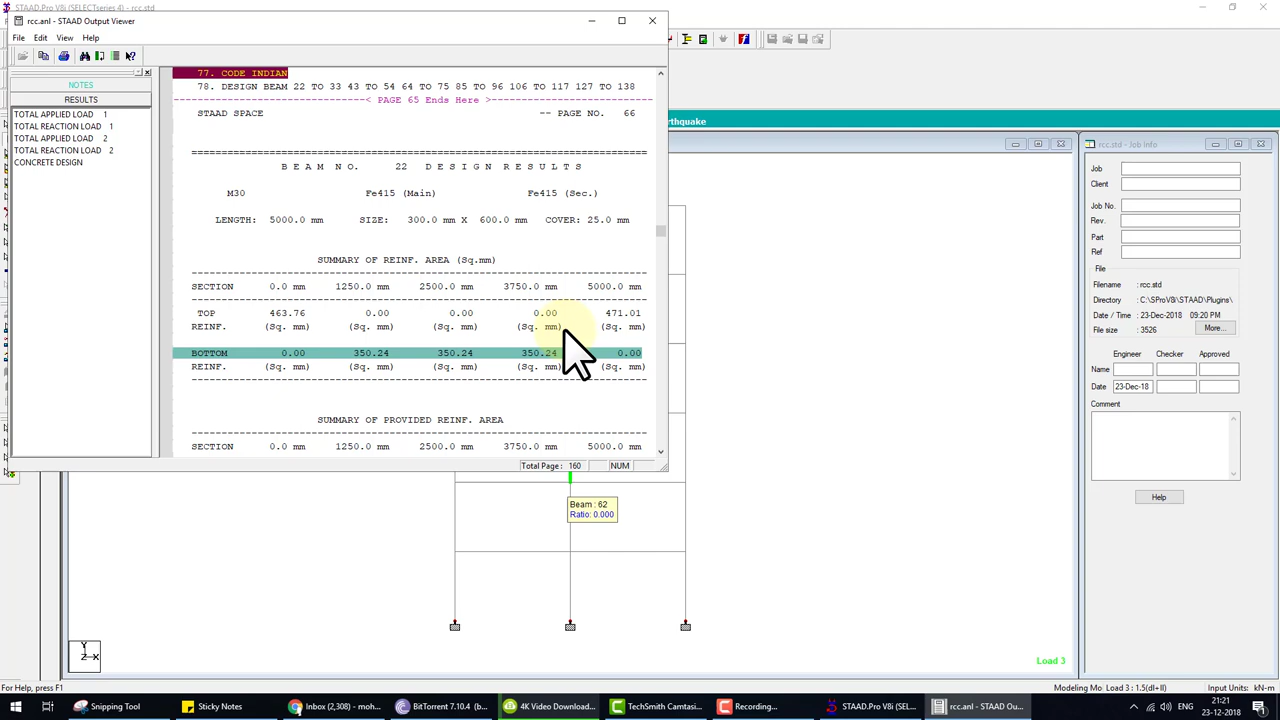 STAAD.Pro V8i (SELECTseries 4) - rcc.std
rcc.anl - STAAD Output Viewer
File Edit View Help
NOTES
RESULTS
TOTAL APPLIED LOAD 1
TOTAL REACTION LOAD 1
TOTAL APPLIED LOAD 2
TOTAL REACTION LOAD 2
CONCRETE DESIGN
77. CODE INDIAN
78. DESIGN BEAM 22 TO 33 43 TO 54 64 TO 75 85 TO 96 106 TO 117 127 TO 138
< PAGE 65 Ends Here >
STAAD SPACE -- PAGE NO. 66
B E A M N O. 22 D E S I G N R E S U L T S
M30 Fe415 (Main) Fe415 (Sec.)
LENGTH: 5000.0 mm SIZE: 300.0 mm X 600.0 mm COVER: 25.0 mm
SUMMARY OF REINF. AREA (Sq.mm)
SECTION 0.0 mm 1250.0 mm 2500.0 mm 3750.0 mm 5000.0 mm
TOP 463.76 0.00 0.00 0.00 471.01
REINF. (Sq. mm) (Sq. mm) (Sq. mm) (Sq. mm) (Sq. mm)
BOTTOM 0.00 350.24 350.24 350.24 0.00
REINF. (Sq. mm) (Sq. mm) (Sq. mm) (Sq. mm) (Sq. mm)
SUMMARY OF PROVIDED REINF. AREA
SECTION 0.0 mm 1250.0 mm 2500.0 mm 3750.0 mm 5000.0 mm
Total Page: 160 NUM
rthquake
Beam : 62
Ratio: 0.000
Y
Z X
Load 3
rcc.std - Job Info
Job
Client
Job No.
Rev.
Part
Ref
File
Filename : rcc.std
Directory : C:\SProV8i\STAAD\Plugins\
Date / Time : 23-Dec-2018 09:20 PM
File size : 3526 More...
Engineer Checker Approved
Name
Date 23-Dec-18
Comment
Help
For Help, press F1
Modeling Mo Load 3 : 1.5(dl+ll) Input Units: kN-m
Snipping Tool
Sticky Notes
Inbox (2,308) - moh...
BitTorrent 7.10.4 (b...
4K Video Download...
TechSmith Camtasi...
Recording...
STAAD.Pro V8i (SEL...
rcc.anl - STAAD Ou...
ENG
21:21
23-12-2018